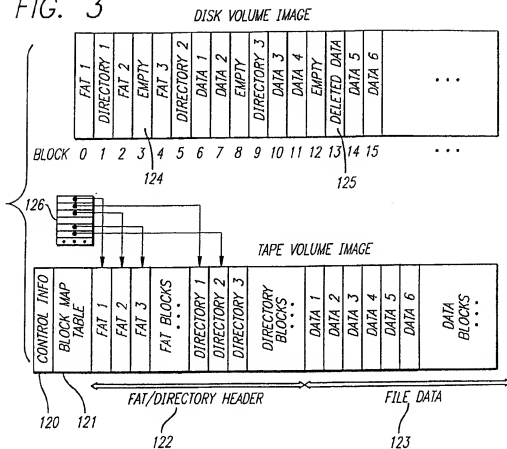 FIG. 3
DISK VOLUME IMAGE
FAT 1
DIRECTORY 1
FAT 2
EMPTY
FAT 3
DIRECTORY 2
DATA 1
DATA 2
EMPTY
DIRECTORY 3
DATA 3
DATA 4
EMPTY
DELETED DATA
DATA 5
DATA 6
• • •
BLOCK 0 1 2 3 4 5 6 7 8 9 10 11 12 13 14 15 • • •
124
125
126
TAPE VOLUME IMAGE
CONTROL INFO
BLOCK MAP
TABLE
FAT 1
FAT 2
FAT 3
FAT BLOCKS
• • •
DIRECTORY 1
DIRECTORY 2
DIRECTORY 3
DIRECTORY
BLOCKS • • •
DATA 1
DATA 2
DATA 3
DATA 4
DATA 5
DATA 6
DATA
BLOCKS
• • •
120
121
FAT/DIRECTORY HEADER
122
FILE DATA
123